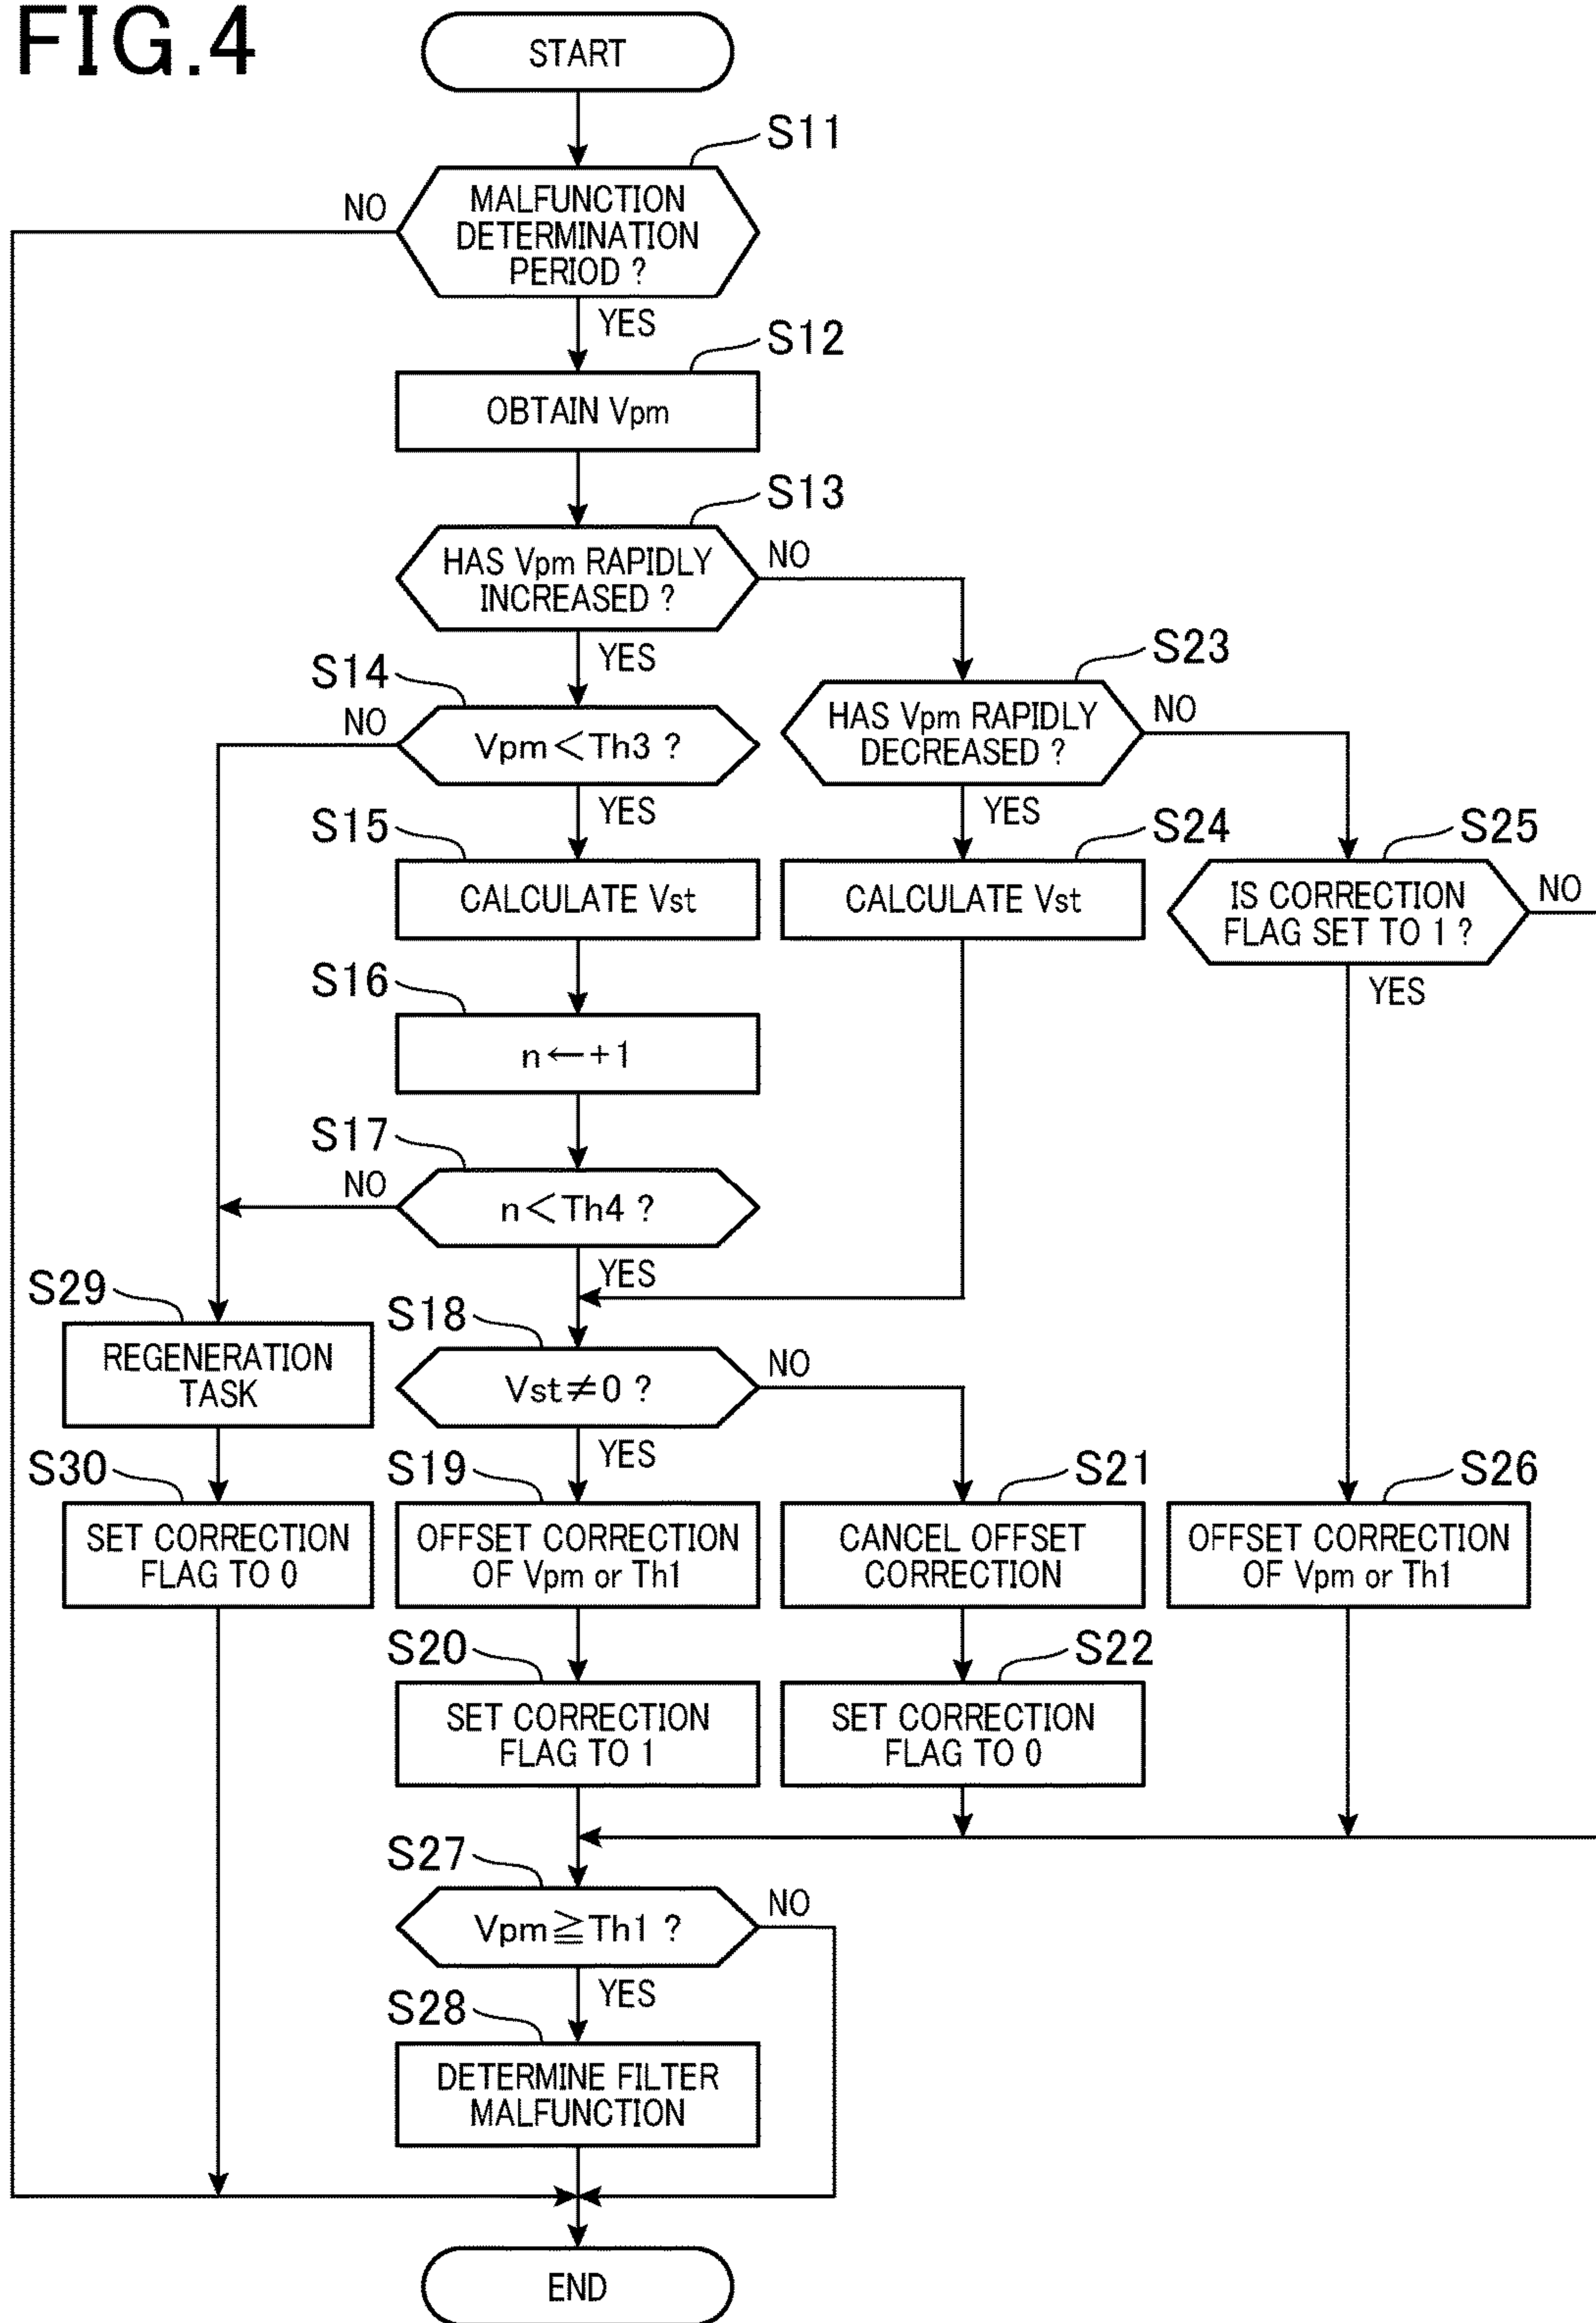 FIG.4
START
S11
MALFUNCTION
DETERMINATION
PERIOD ?
NO
YES
S12
OBTAIN Vpm
S13
HAS Vpm RAPIDLY
INCREASED ?
NO
YES
S14
Vpm<Th3 ?
NO
YES
S23
HAS Vpm RAPIDLY
DECREASED ?
NO
YES
S15
CALCULATE Vst
S24
CALCULATE Vst
S25
IS CORRECTION
FLAG SET TO 1 ?
NO
YES
S16
n←+1
S17
n<Th4 ?
NO
YES
S29
REGENERATION
TASK
S18
Vst≠0 ?
NO
YES
S30
SET CORRECTION
FLAG TO 0
S19
OFFSET CORRECTION
OF Vpm or Th1
S21
CANCEL OFFSET
CORRECTION
S26
OFFSET CORRECTION
OF Vpm or Th1
S20
SET CORRECTION
FLAG TO 1
S22
SET CORRECTION
FLAG TO 0
S27
Vpm≧Th1 ?
NO
YES
S28
DETERMINE FILTER
MALFUNCTION
END